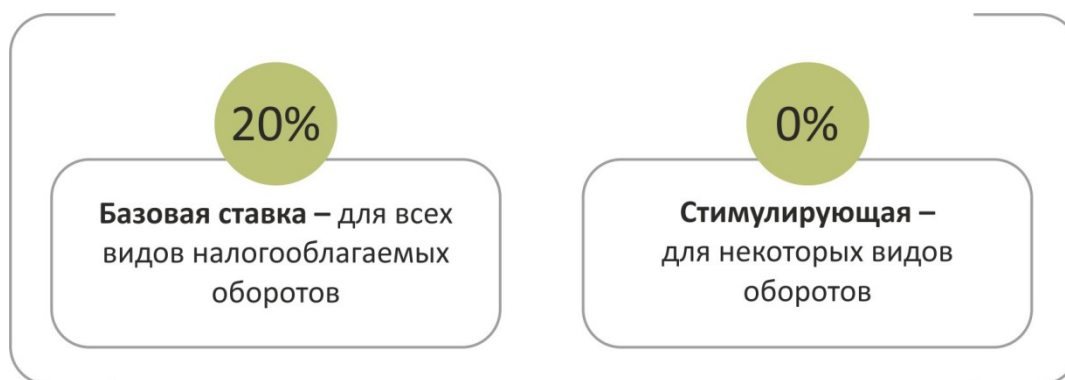 20%
Базовая ставка – для всех
видов налогооблагаемых
оборотов
0%
Стимулирующая –
для некоторых видов
оборотов